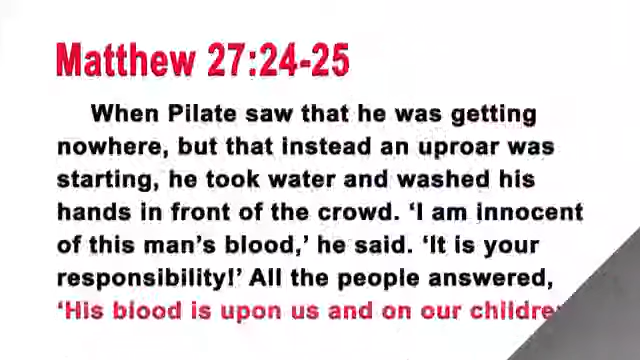 Matthew 27:24-25
When Pilate saw that he was getting
nowhere, but that instead an uproar was
starting, he took water and washed his
hands in front of the crowd. ‘I am innocent
of this man’s blood,’ he said. ‘It is your
responsibility!’ All the people answered,
‘His blood is upon us and on our